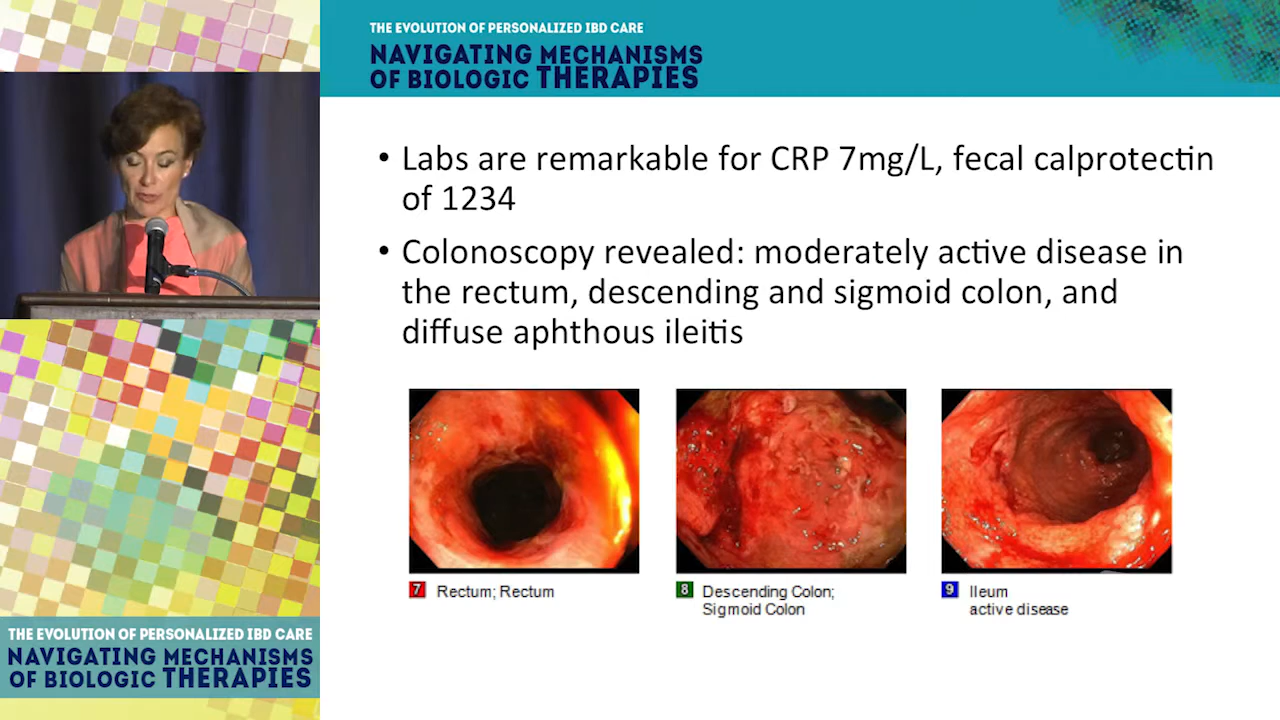 THE EVOLUTION OF PERSONALIZED IBD CARE
NAVIGATING MECHANISMS
OF BIOLOGIC THERAPIES
• Labs are remarkable for CRP 7mg/L, fecal calprotectin
of 1234
• Colonoscopy revealed: moderately active disease in
the rectum, descending and sigmoid colon, and
diffuse aphthous ileitis
7 Rectum; Rectum
8 Descending Colon;
Sigmoid Colon
9 Ileum
active disease
THE EVOLUTION OF PERSONALIZED IBD CARE
NAVIGATING MECHANISMS
OF BIOLOGIC THERAPIES